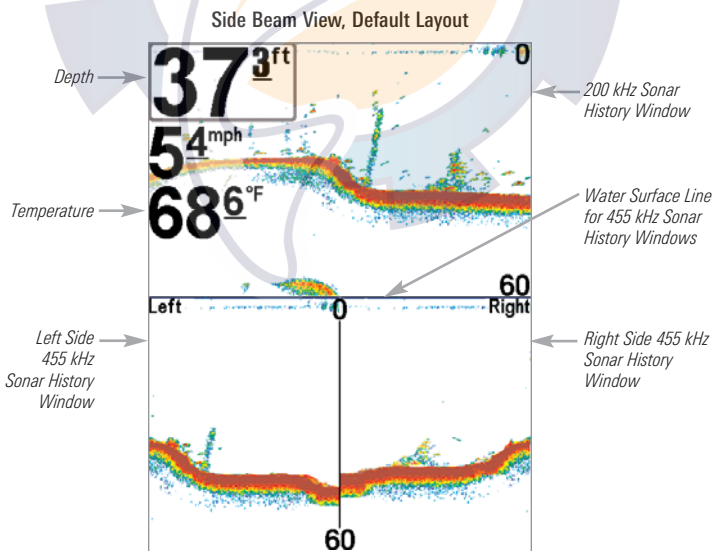 Side Beam View, Default Layout
37 3 ft
0
Depth
200 kHz Sonar
History Window
5 4 mph
68 6 °F
Temperature
Water Surface Line
for 455 kHz Sonar
History Windows
60
Left
0
Right
Left Side
455 kHz
Sonar History
Window
Right Side 455 kHz
Sonar History
Window
60